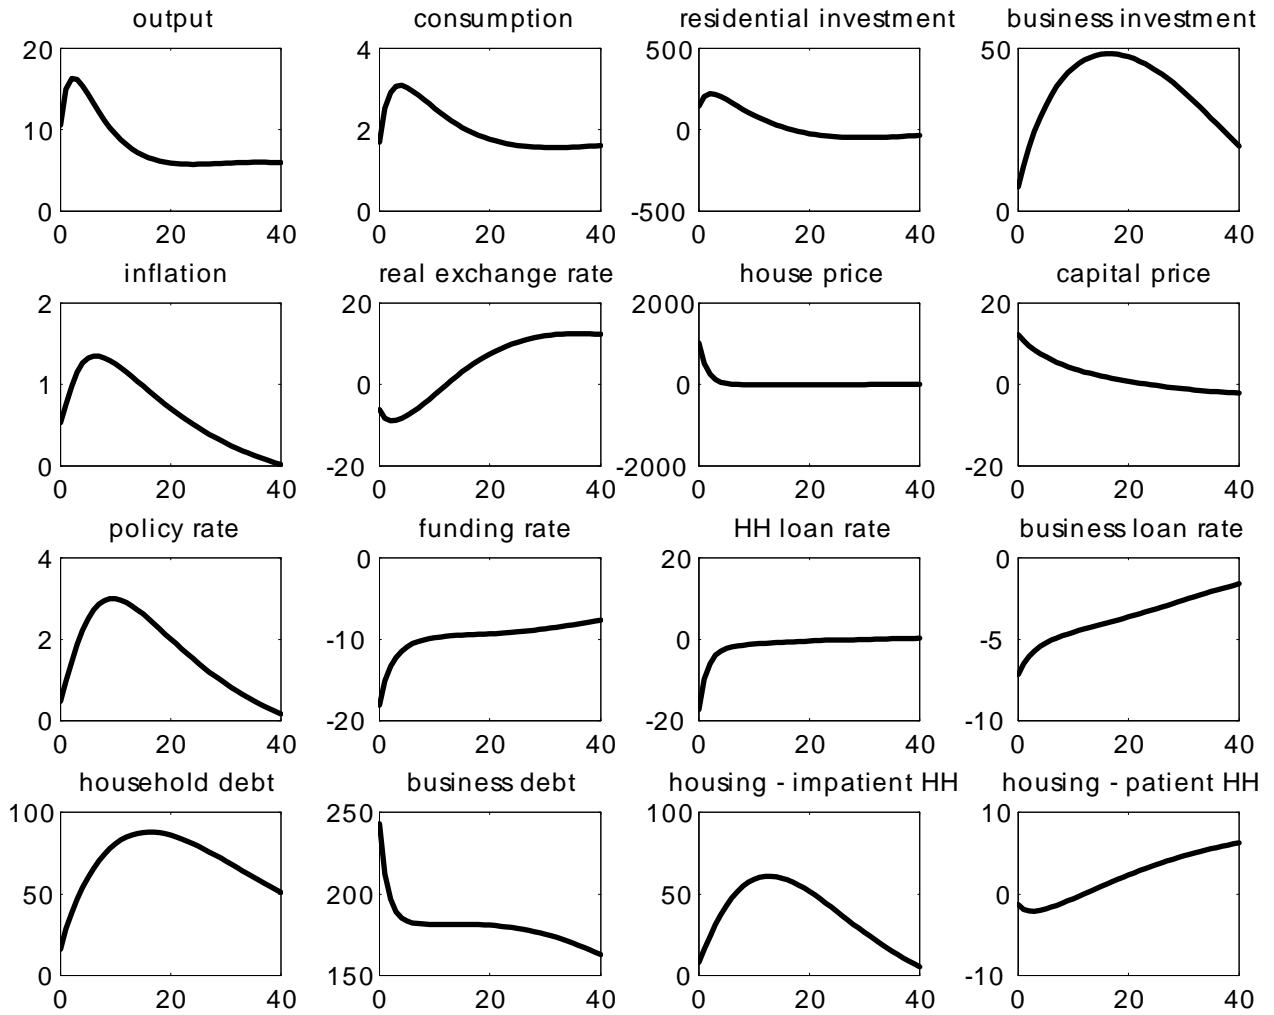 output
consumption
residential investment
business investment
20
10
0
0 20 40
4
2
0
0 20 40
500
0
-500
0 20 40
50
0
0 20 40
inflation
real exchange rate
house price
capital price
2
1
0
0 20 40
20
0
-20
0 20 40
2000
0
-2000
0 20 40
20
0
-20
0 20 40
policy rate
funding rate
HH loan rate
business loan rate
4
2
0
0 20 40
-0
-10
-20
0 20 40
20
0
-20
0 20 40
0
-5
-10
0 20 40
household debt
business debt
housing - impatient HH
housing - patient HH
100
50
0
0 20 40
250
200
150
0 20 40
100
50
0
0 20 40
10
0
-10
0 20 40